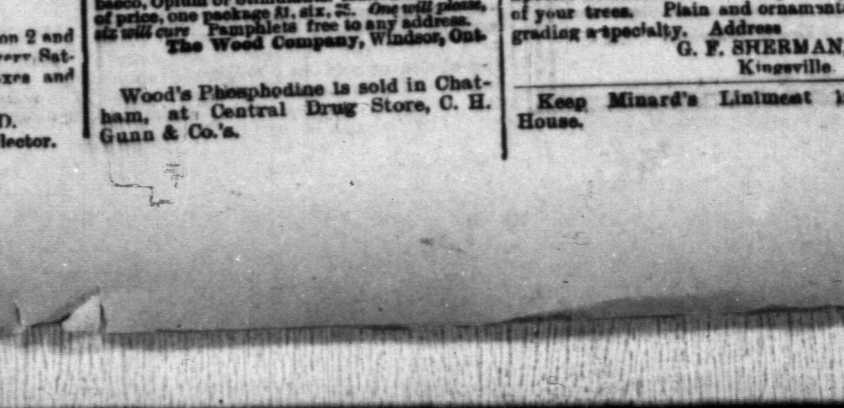 on 2 and
Sat-
and
D.
lector.
of price, one package $1, six, $5. One will please,
six will cure Pamphlets free to any address.
The Wood Company, Windsor, Ont.
Wood's Phosphodine is sold in Chat-
ham, at Central Drug Store, C. H.
Gunn & Co.'s.
of your trees. Plain and ornament
grading a specialty. Address
G. F. SHERMAN
Kingsville.
Keep Minard's Liniment
House.